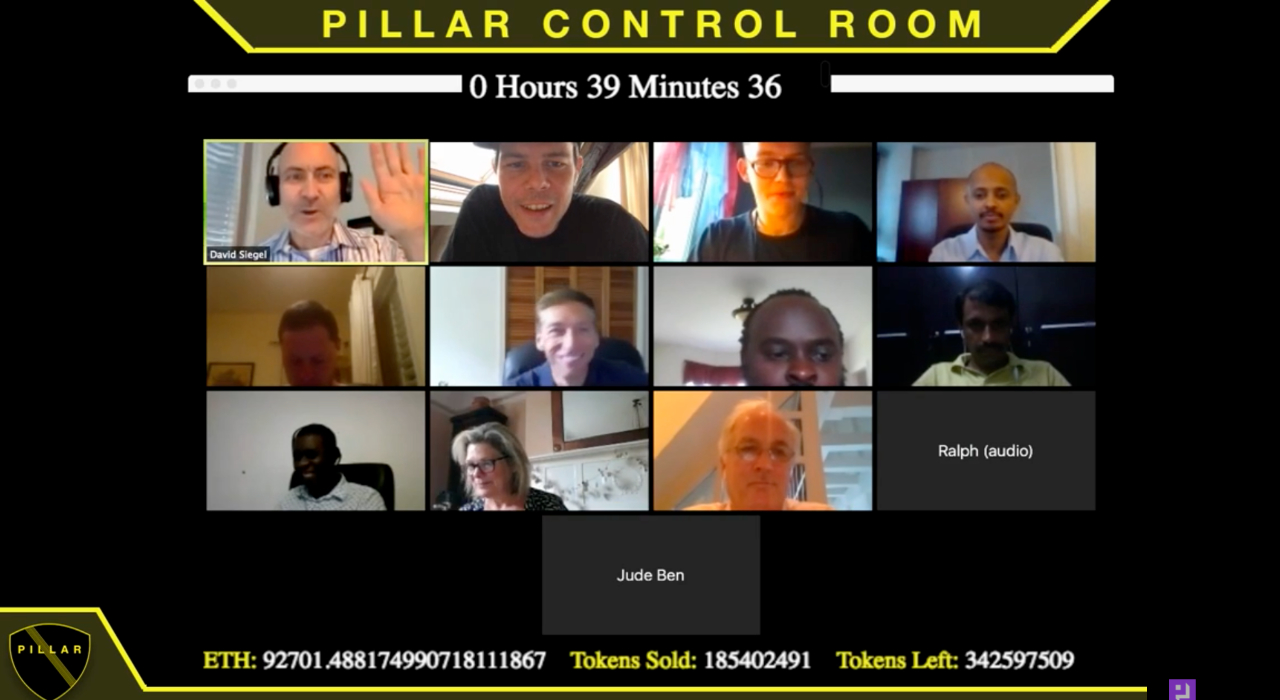 PILLAR CONTROL ROOM
0 Hours 39 Minutes 36
David Siegel
Ralph (audio)
Jude Ben
PILLAR
ETH: 92701.488174990718111867 Tokens Sold: 185402491 Tokens Left: 342597509